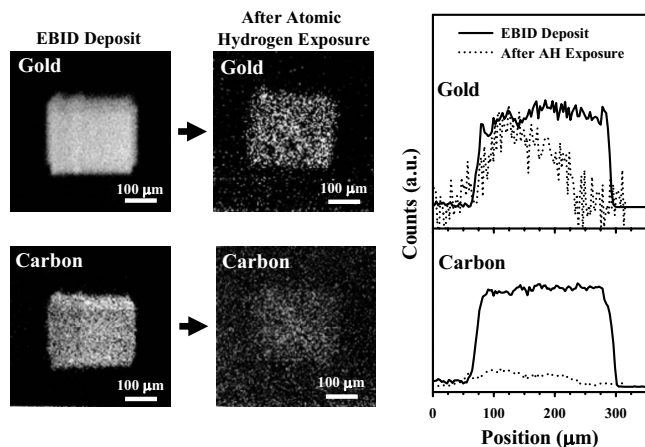 EBID Deposit
After Atomic
Hydrogen Exposure
Gold
100 μm
Gold
100 μm
Carbon
100 μm
Carbon
100 μm
EBID Deposit
After AH Exposure
Gold
Carbon
Counts (a.u.)
0 100 200 300
Position (μm)